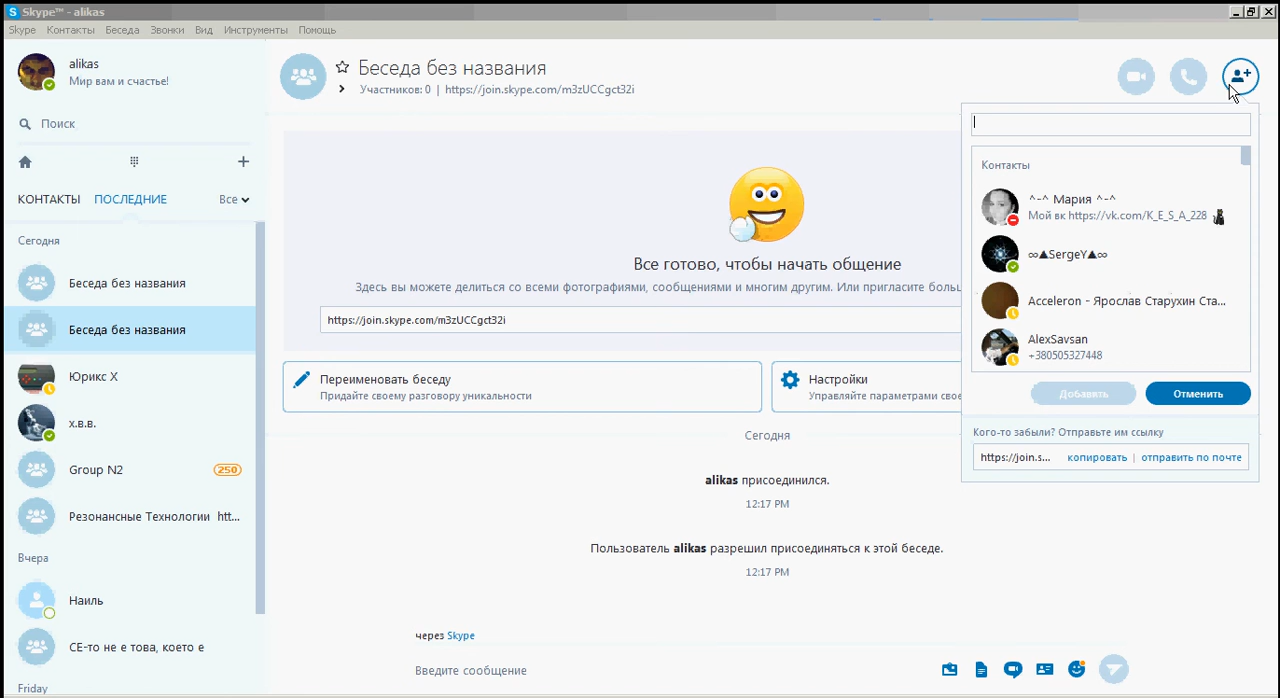 Skype™ - alikas
Skype Контакты Беседа Звонки Вид Инструменты Помощь
alikas
Мир вам и счастье!
Поиск
КОНТАКТЫ ПОСЛЕДНИЕ Все
Сегодня
Беседа без названия
Беседа без названия
Юрикс Х
х.в.в.
Group N2 250
Резонансные Технологии htt...
Вчера
Наиль
СЕ-то не е това, което е
Friday
Беседа без названия
Участников: 0 | https://join.skype.com/m3zUCCgct32i
Все готово, чтобы начать общение
Здесь вы можете делиться со всеми фотографиями, сообщениями и многим другим. Или пригласите боль
https://join.skype.com/m3zUCCgct32i
Переименовать беседу
Придайте своему разговору уникальности
Настройки
Управляйте параметрами свое
Сегодня
alikas присоединился.
12:17 PM
Пользователь alikas разрешил присоединяться к этой беседе.
12:17 PM
через Skype
Введите сообщение
Контакты
^-^ Мария ^-^
Мой вк https://vk.com/K_E_S_A_228
∞▲SergeY▲∞
Acceleron - Ярослав Старухин Ста...
AlexSavsan
+380505327448
Добавить Отменить
Кого-то забыли? Отправьте им ссылку
https://join.s... копировать | отправить по почте